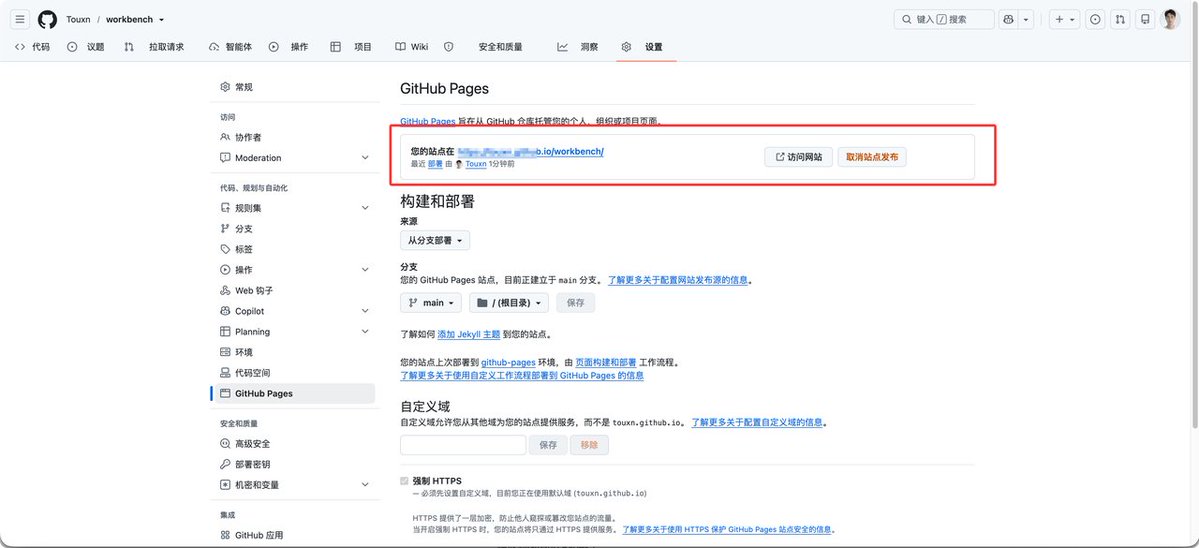 Touxn / workbench
键入 / 搜索
代码 议题 拉取请求 智能体 操作 项目 Wiki 安全和质量 洞察 设置
常规
访问
协作者
Moderation
代码、规划与自动化
规则集
分支
标签
操作
Web 钩子
Copilot
Planning
环境
代码空间
GitHub Pages
安全和质量
高级安全
部署密钥
机密和变量
集成
GitHub 应用
GitHub Pages
GitHub Pages 旨在从 GitHub 仓库托管您的个人、组织或项目页面。
您的站点在 b.io/workbench/
最近 部署 由 Touxn 1分钟前
访问网站
取消站点发布
构建和部署
来源
从分支部署
分支
您的 GitHub Pages 站点，目前正建立于 main 分支。 了解更多关于配置网站发布源的信息。
main / (根目录) 保存
了解如何 添加 Jekyll 主题 到您的站点。
您的站点上次部署到 github-pages 环境，由 页面构建和部署 工作流程。
了解更多关于使用自定义工作流程部署到 GitHub Pages 的信息
自定义域
自定义域允许您从其他域为您的站点提供服务，而不是 touxn.github.io。 了解更多关于配置自定义域的信息。
保存 移除
强制 HTTPS
— 必须先设置自定义域，目前您正在使用默认域 (touxn.github.io)
HTTPS 提供了一层加密，防止他人窥探或篡改您站点的流量。
当开启强制 HTTPS 时，您的站点将只通过 HTTPS 提供服务。 了解更多关于使用 HTTPS 保护 GitHub Pages 站点安全的信息。